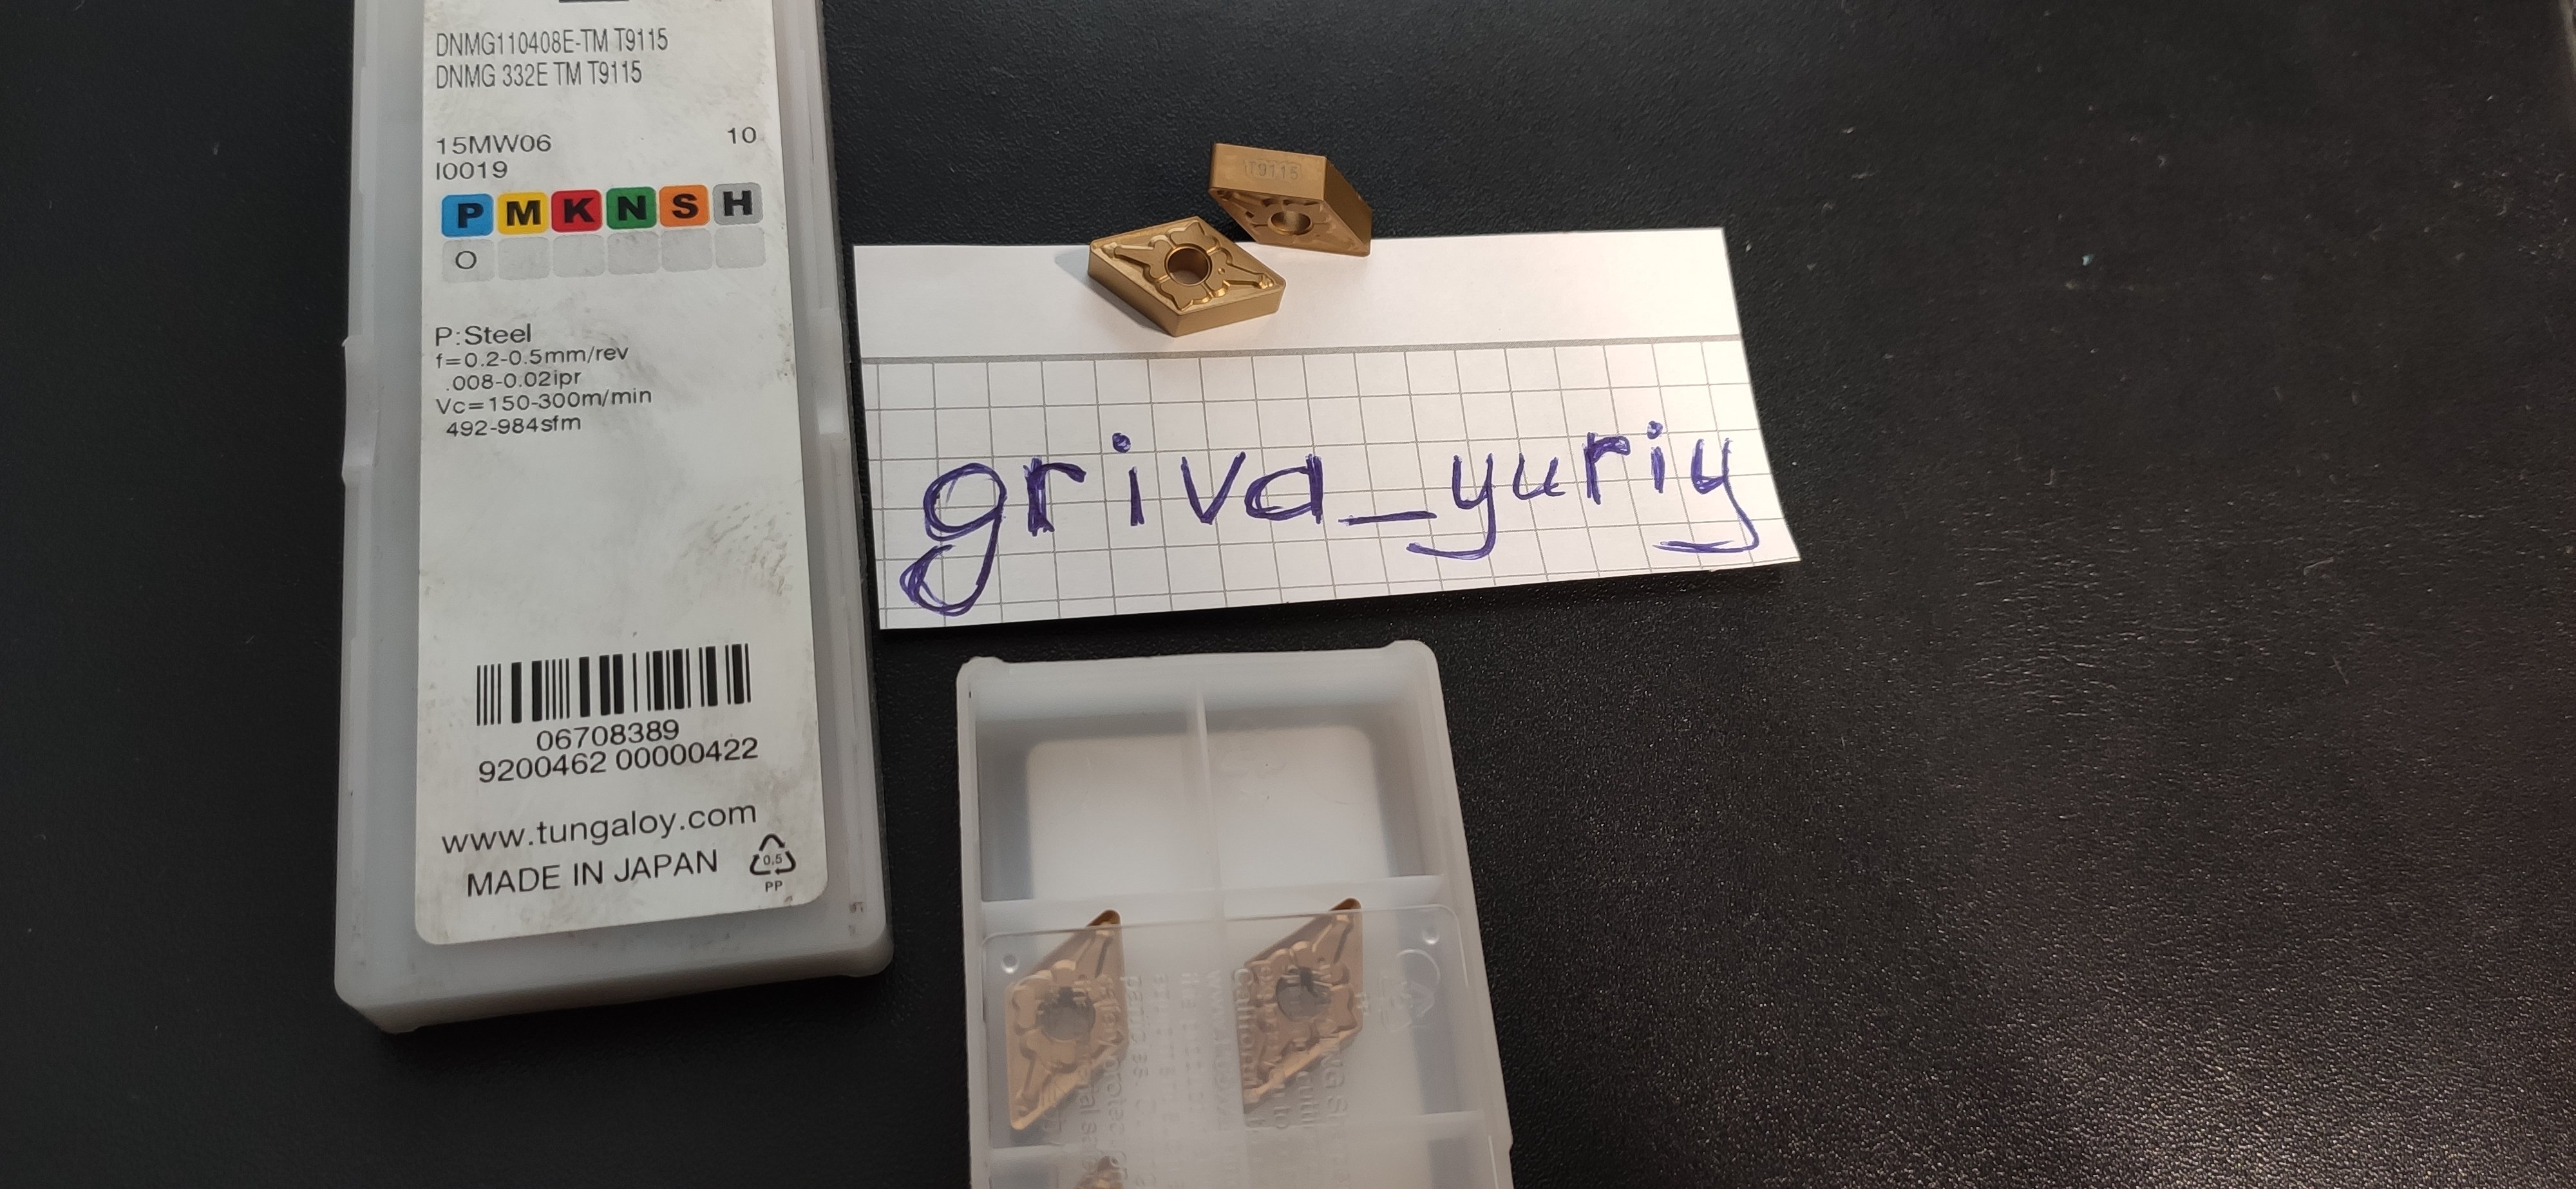 DNMG110408E-TM T9115
DNMG 332E TM T9115
15MW06 10
I0019
P M K N S H
O
P:Steel
f=0.2-0.5mm/rev
.008-0.02ipr
Vc=150-300m/min
492-984sfm
06708389
9200462 00000422
www.tungaloy.com
MADE IN JAPAN
0.5
PP
T9115
griva_yuriy